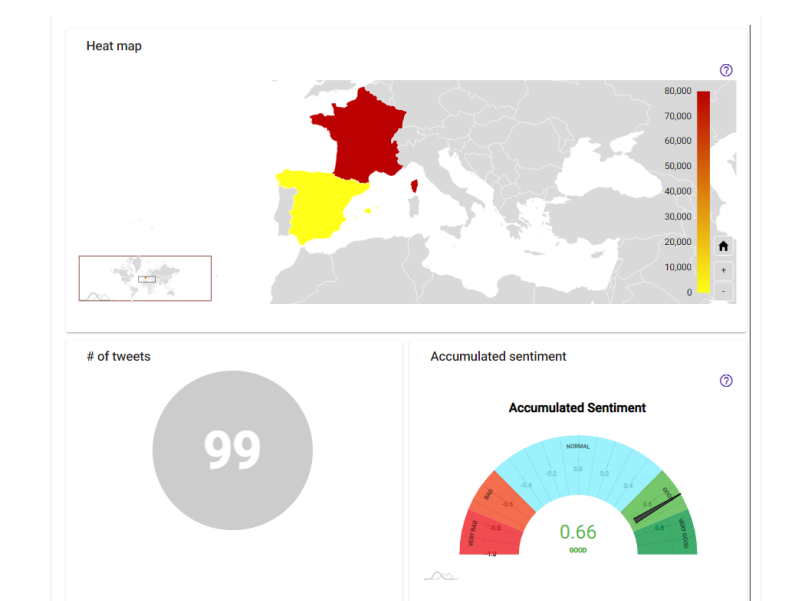 Heat map
80,000
70,000
60,000
50,000
40,000
30,000
20,000
10,000
+
0
-
# of tweets
99
Accumulated sentiment
Accumulated Sentiment
NORMAL
-0.2
0.3
0.2
-0.4
0.4
BAD
GOOD
-0.6
0.6
VERY BAD
-0.8
0.8
VERY GOOD
-1.0
0.66
GOOD